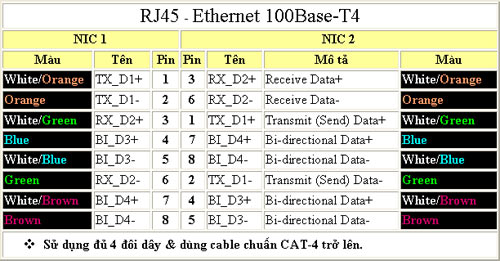 RJ45 - Ethernet 100Base-T4
NIC 1 NIC 2
Màu Tên Pin Pin Tên Mô tả Màu
White/Orange TX_D1+ 1 3 RX_D2+ Receive Data+ White/Orange
Orange TX_D1- 2 6 RX_D2- Receive Data- Orange
White/Green RX_D2+ 3 1 TX_D1+ Transmit (Send) Data+ White/Green
Blue BI_D3+ 4 7 BI_D4+ Bi-directional Data+ Blue
White/Blue BI_D3- 5 8 BI_D4- Bi-directional Data- White/Blue
Green RX_D2- 6 2 TX_D1- Transmit (Send) Data- Green
White/Brown BI_D4+ 7 4 BI_D3+ Bi-directional Data+ White/Brown
Brown BI_D4- 8 5 BI_D3- Bi-directional Data- Brown
❖ Sử dụng đủ 4 đôi dây & dùng cable chuẩn CAT-4 trở lên.